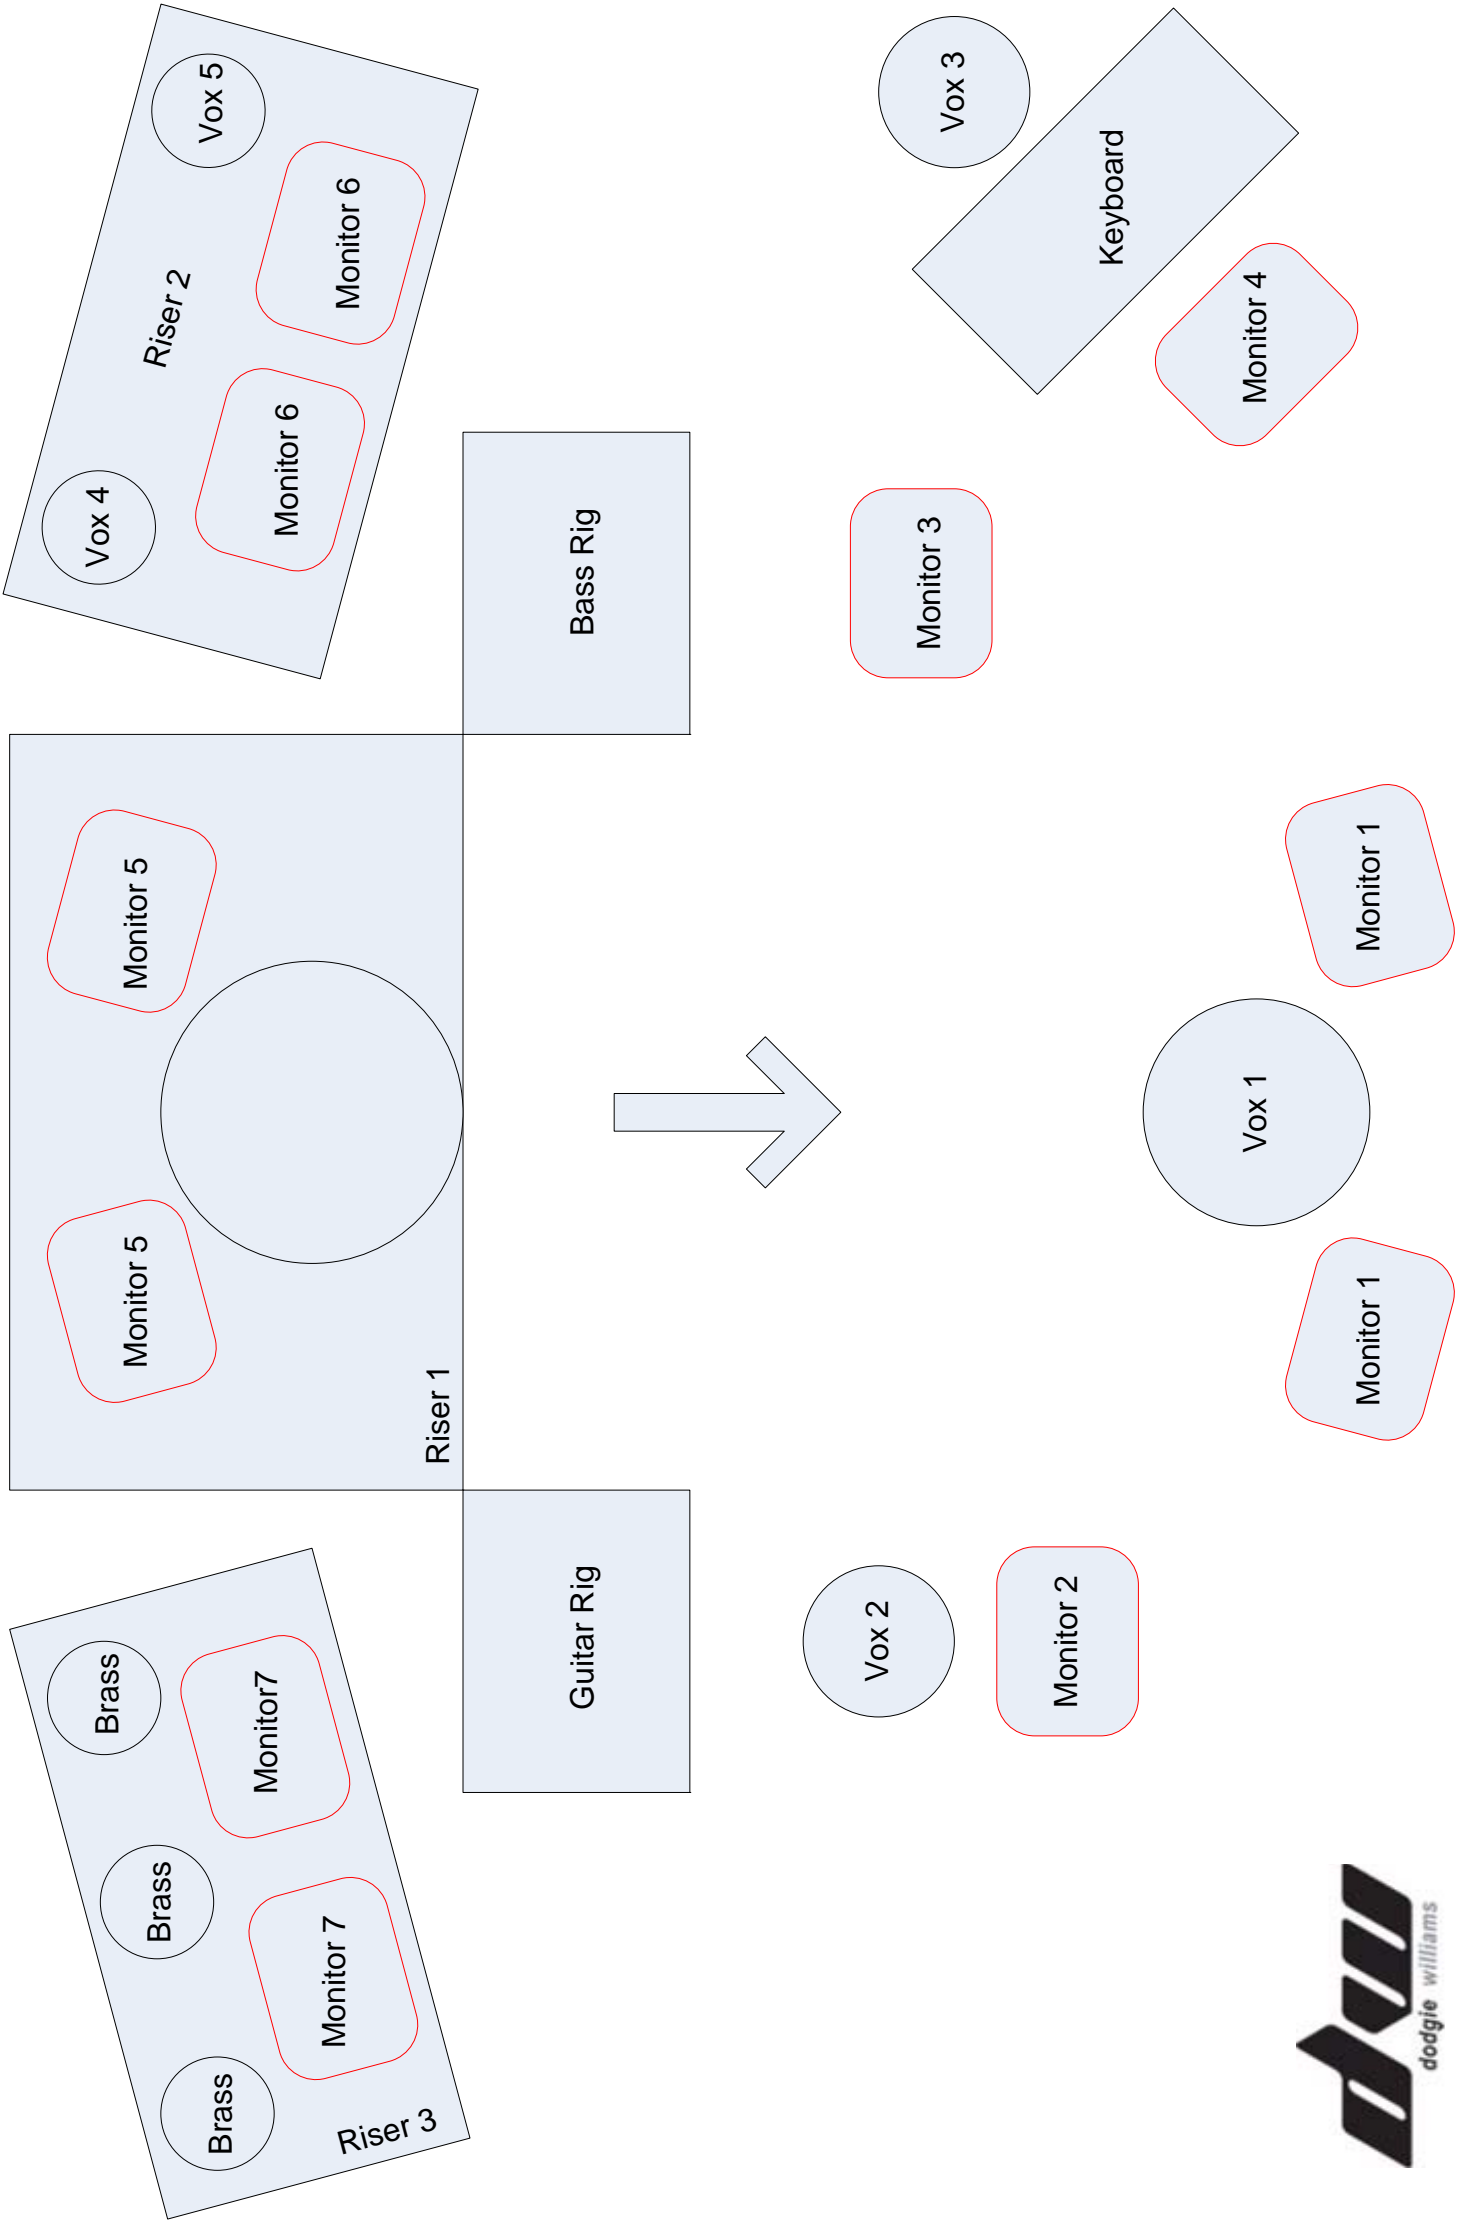 Brass
Brass
Brass
Monitor 7
Monitor7
Riser 3
Monitor 5
Monitor 5
Riser 1
Vox 4
Vox 5
Riser 2
Monitor 6
Monitor 6
Guitar Rig
Bass Rig
Vox 2
Monitor 2
Monitor 3
Vox 3
Keyboard
Monitor 4
Vox 1
Monitor 1
Monitor 1
dw
dodgie williams